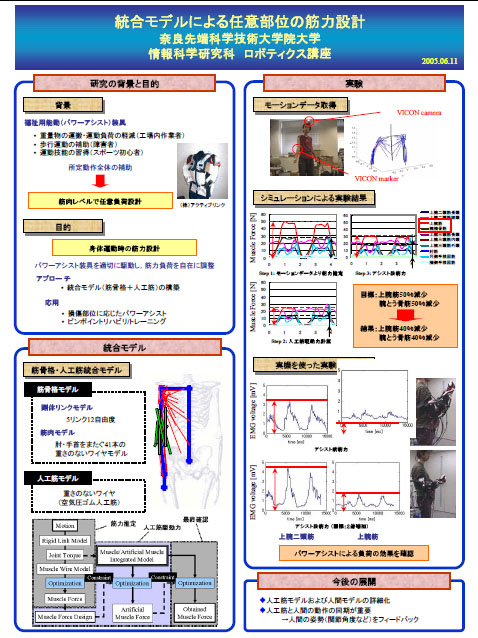 統合モデルによる任意部位の筋力設計
奈良先端科学技術大学院大学
情報科学研究科 ロボティクス講座
2005.06.11
研究の背景と目的
背景
福祉用能動(パワーアシスト)装具
・重量物の運搬・運動負荷の軽減(工場内作業者)
・歩行運動の補助(障害者)
・運動技能の習得(スポーツ初心者)
所定動作全体の補助
筋肉レベルで任意負荷設計
(株)アクティブリンク
目的
身体運動時の筋力設計
パワーアシスト装具を適切に駆動し、筋力負荷を自在に調整
アプローチ
・統合モデル(筋骨格+人工筋)の構築
応用
・損傷部位に応じたパワーアシスト
・ピンポイントリハビリトレーニング
統合モデル
筋骨格・人工筋統合モデル
筋骨格モデル
剛体リンクモデル
5リンク12自由度
筋肉モデル
肘・手首をまたぐ41本の
重さのないワイヤモデル
人工筋モデル
重さのないワイヤ
(空気圧ゴム人工筋)
筋力推定
人工筋駆動力
最終確認
Motion
Rigid Link Model
Joint Torque
Muscle Wire Model
Optimization
Muscle Force
Muscle Force Design
Muscle/Artificial Muscle
Integrated Model
Constraint
Optimization
Constraint
Optimization
Artificial
Muscle Force
Obtained
Muscle Force
実験
モーションデータ取得
VICON camera
VICON marker
シミュレーションによる実験結果
Muscle Force [N]
Step 1: モーションデータより筋力推定
Step 3: アシスト後筋力
Muscle Force [N]
Step 2: 人工筋駆動力計算
目標:上腕筋50%減少
腕とう骨筋50%減少
結果:上腕筋40%減少
腕とう骨筋40%減少
実機を使った実験
EMG voltage [mV]
time [ms]
アシスト前筋力
EMG voltage [mV]
time [ms]
アシスト筋力(目標:2倍増加)
上腕二頭筋
上腕筋
パワーアシストによる負荷の効果を確認
今後の展開
◆人工筋モデルおよび人間モデルの詳細化
◆人工筋と人間の動作の同期が重要
→人間の姿勢(関節角度など)をフィードバック